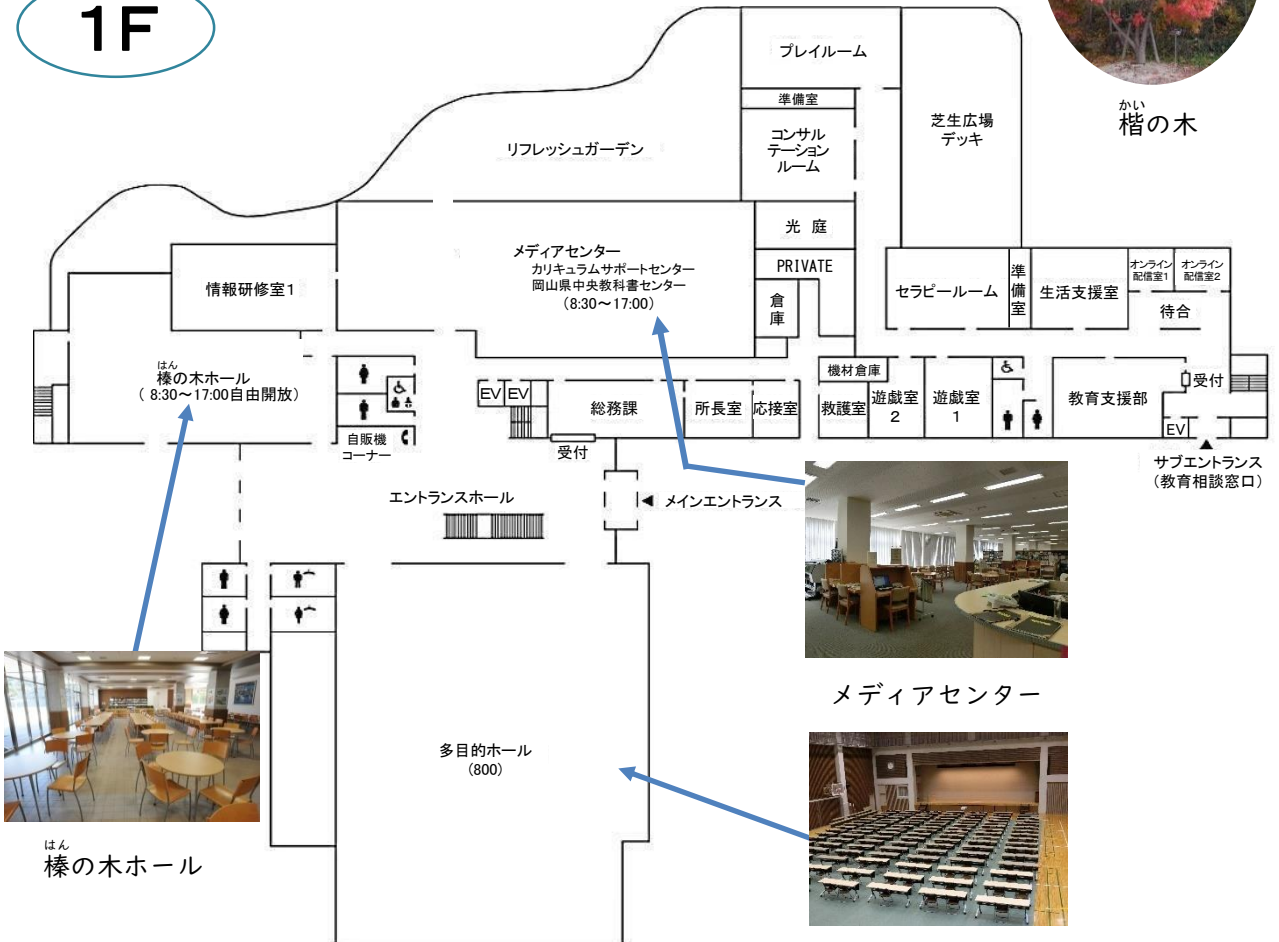 1F
かい
楷の木
プレイルーム
準備室
コンサル
テーション
ルーム
芝生広場
デッキ
リフレッシュガーデン
光 庭
PRIVATE
倉
庫
メディアセンター
カリキュラムサポートセンター
岡山県中央教科書センター
(8:30～17:00)
情報研修室1
セラピールーム
準
備
室
生活支援室
オンライン
配信室1
オンライン
配信室2
待合
はん
榛の木ホール
( 8:30～17:00自由開放)
自販機
コーナー
EV
EV
総務課
所長室
応接室
機材倉庫
救護室
遊戯室
2
遊戯室
1
教育支援部
受付
EV
受付
サブエントランス
(教育相談窓口)
エントランスホール
メインエントランス
メディアセンター
多目的ホール
(800)
はん
榛の木ホール